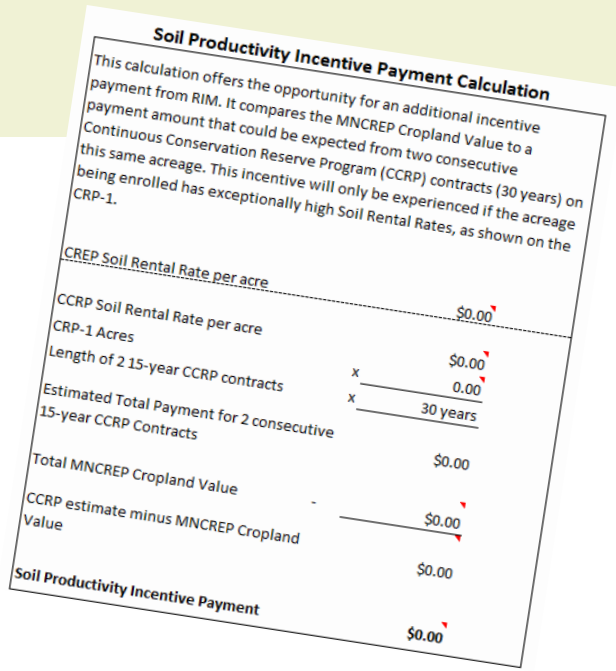 Soil Productivity Incentive Payment Calculation
This calculation offers the opportunity for an additional incentive
payment from RIM. It compares the MNCREP Cropland Value to a
payment amount that could be expected from two consecutive
Continuous Conservation Reserve Program (CCRP) contracts (30 years) on
this same acreage. This incentive will only be experienced if the acreage
being enrolled has exceptionally high Soil Rental Rates, as shown on the
CRP-1.
CREP Soil Rental Rate per acre $0.00
CCRP Soil Rental Rate per acre $0.00
CRP-1 Acres x 0.00
Length of 2 15-year CCRP contracts x 30 years
Estimated Total Payment for 2 consecutive
15-year CCRP Contracts $0.00
Total MNCREP Cropland Value - $0.00
CCRP estimate minus MNCREP Cropland
Value $0.00
Soil Productivity Incentive Payment $0.00